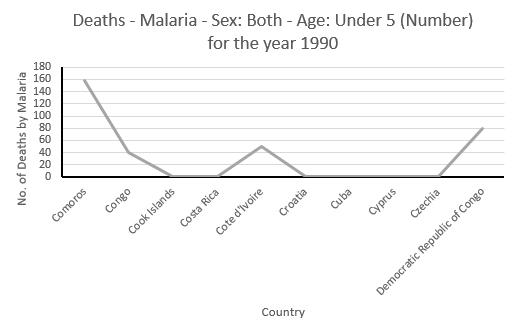 Deaths - Malaria - Sex: Both - Age: Under 5 (Number)
for the year 1990
No. of Deaths by Malaria
180
160
140
120
100
80
60
40
20
0
Comoros
Congo
Cook Islands
Costa Rica
Cote d'Ivoire
Croatia
Cuba
Cyprus
Czechia
Democratic Republic of Congo
Country